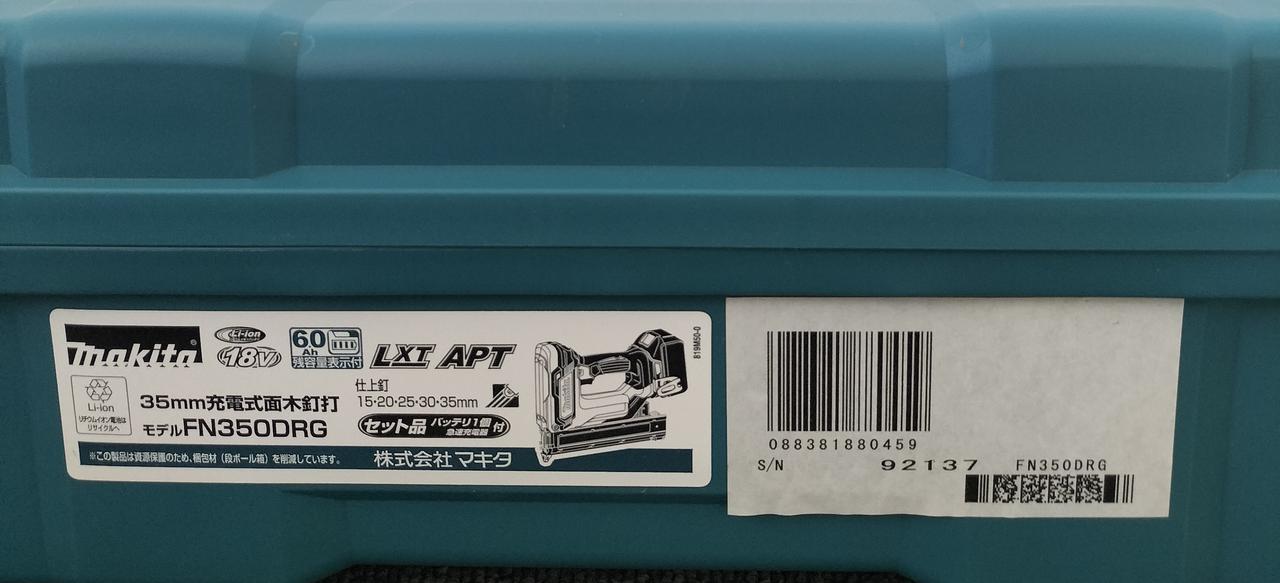 makita
Li-ion
18V
6.0
Ah
残容量表示付
LXT APT
819M50-0
Li-ion
リチウムイオン電池は
リサイクルへ
35mm充電式面木釘打
モデルFN350DRG
仕上釘
15・20・25・30・35mm
セット品 バッテリ1個 急速充電器 付
※この製品は資源保護のため、梱包材（段ボール箱）を削減しています。
株式会社マキタ
088381880459
S/N 92137 FN350DRG